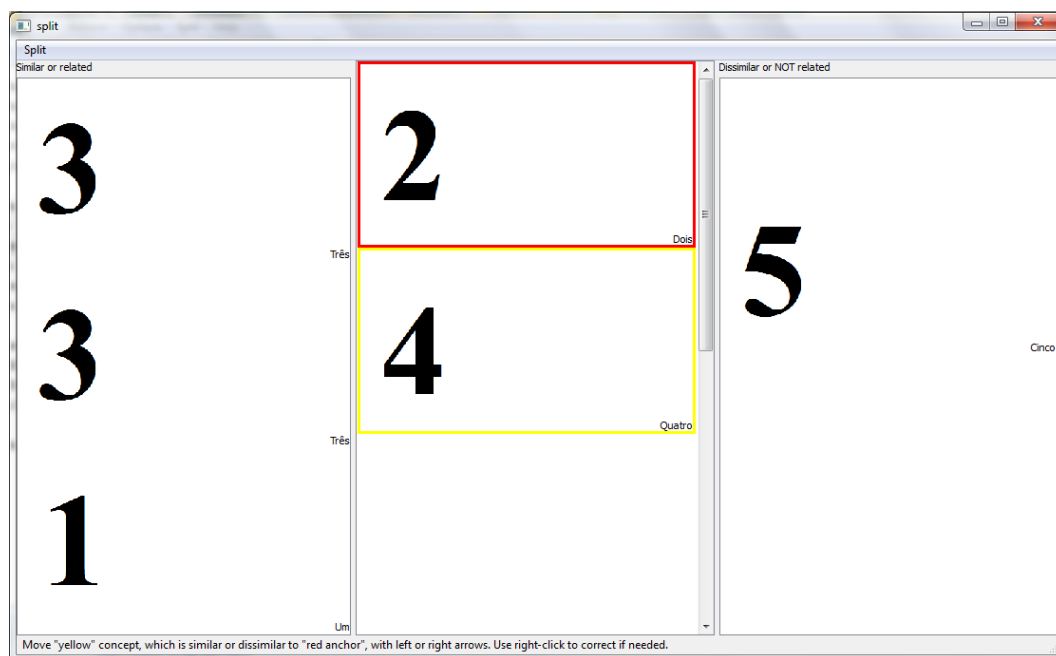 split
Split
Similar or related
3
Três
3
Três
1
Um
2
Dois
4
Quatro
Dissimilar or NOT related
5
Cinco
Move "yellow" concept, which is similar or dissimilar to "red anchor", with left or right arrows. Use right-click to correct if needed.